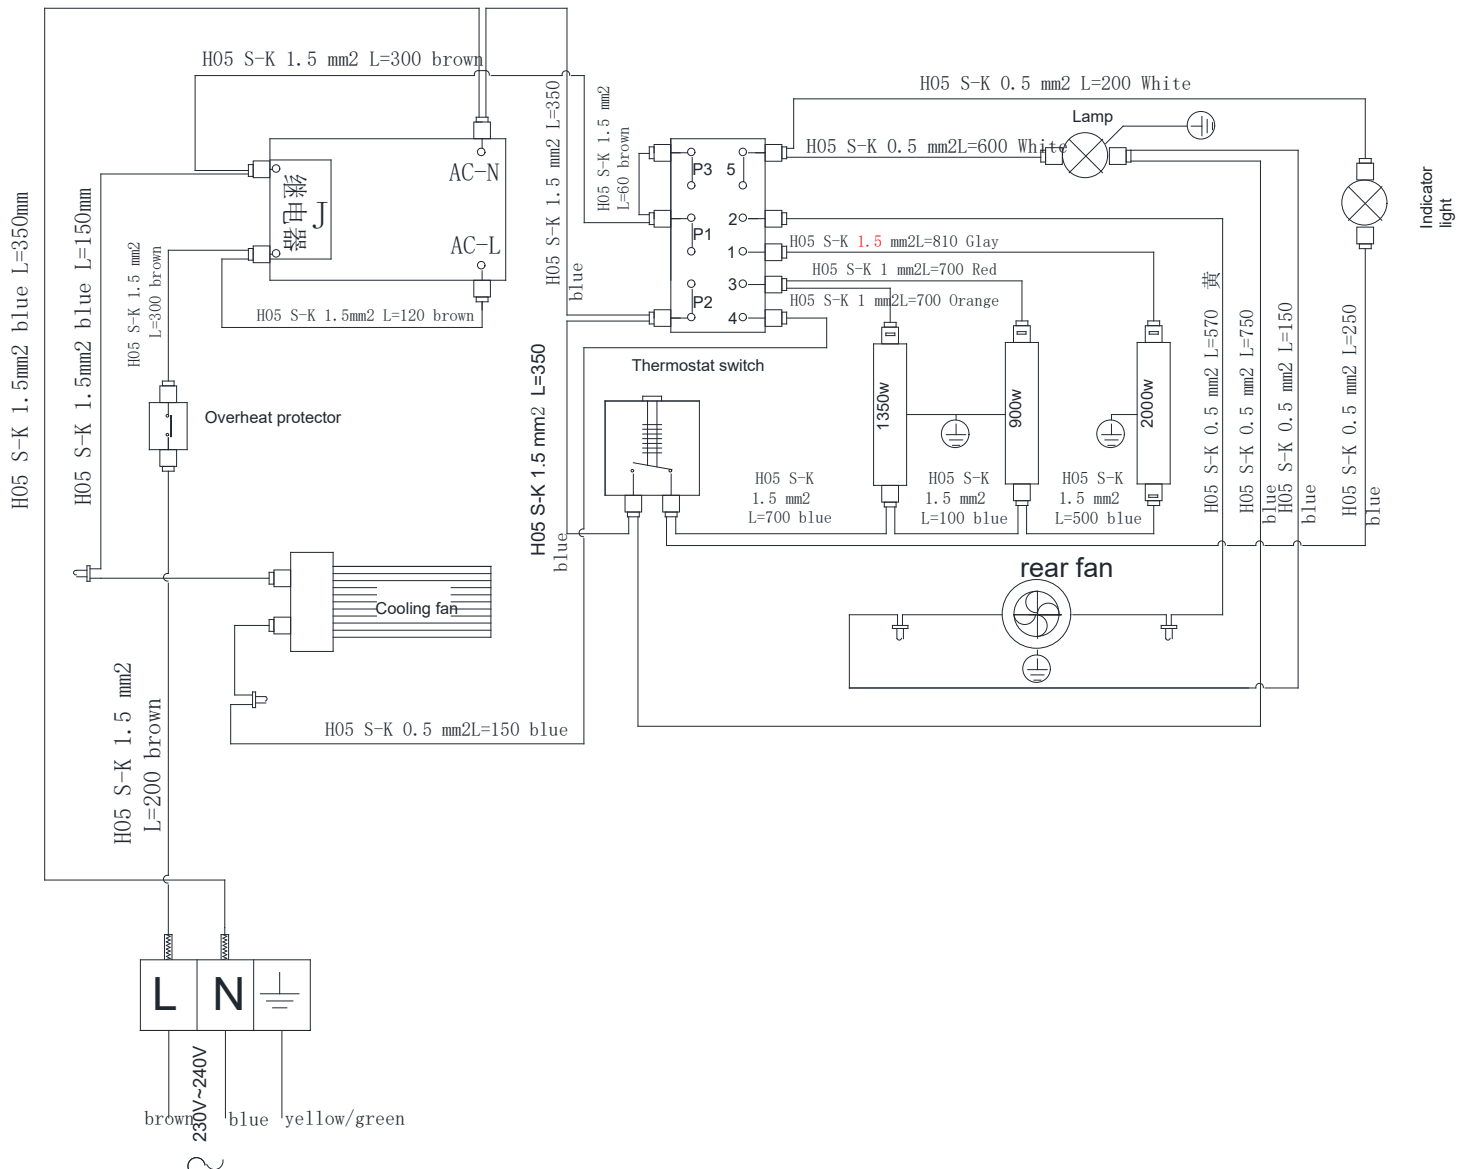 H05 S-K 1.5 mm2 L=300 brown
H05 S-K 0.5 mm2 L=200 White
Lamp
H05 S-K 0.5 mm2L=600 White
H05 S-K 1.5mm2 blue L=350mm
H05 S-K 1.5mm2 blue L=150mm
H05 S-K 1.5 mm2
L=300 brown
继电器
J
AC-N
AC-L
H05 S-K 1.5mm2 L=120 brown
H05 S-K 1.5 mm2 L=350
blue
H05 S-K 1.5 mm2
L=60 brown
P3
5
2
P1
1
3
P2
4
H05 S-K 1.5 mm2L=810 Glay
H05 S-K 1 mm2L=700 Red
H05 S-K 1 mm2L=700 Orange
Indicator
light
Thermostat switch
Overheat protector
H05 S-K 1.5 mm2 L=350
blue
1350w
900w
2000w
H05 S-K
1.5 mm2
L=700 blue
H05 S-K
1.5 mm2
L=100 blue
H05 S-K
1.5 mm2
L=500 blue
H05 S-K 0.5 mm2 L=570 黄
H05 S-K 0.5 mm2 L=750
blue
H05 S-K 0.5 mm2 L=150
blue
H05 S-K 0.5 mm2 L=250
blue
rear fan
Cooling fan
H05 S-K 0.5 mm2L=150 blue
H05 S-K 1.5 mm2
L=200 brown
L
N
230V~240V
brown
blue
yellow/green